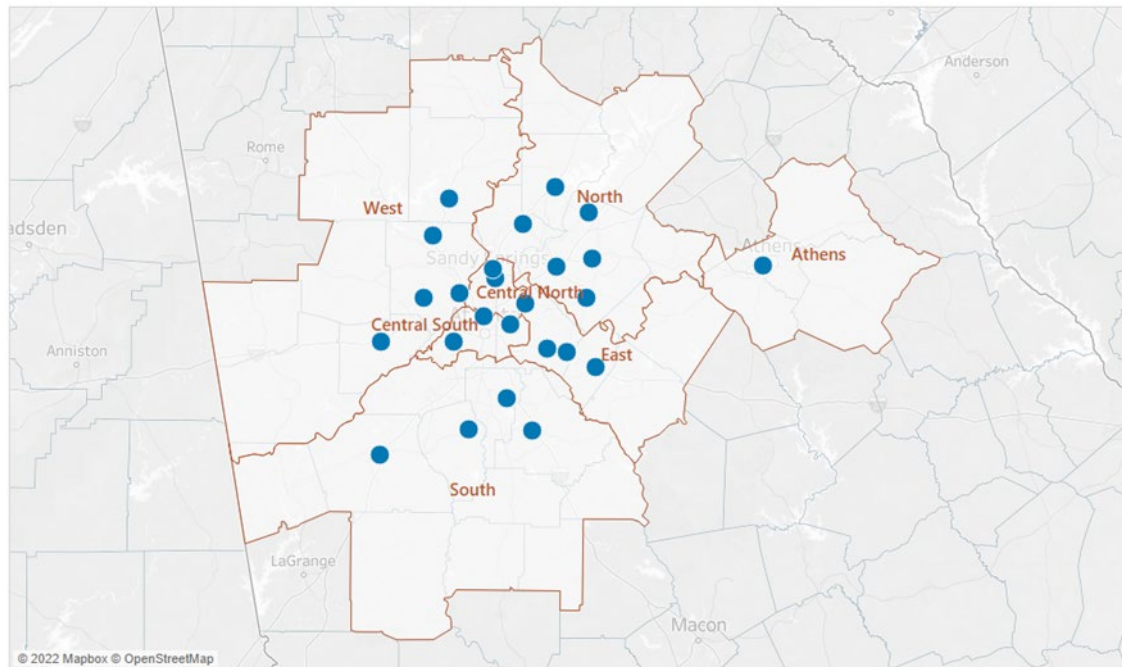 Anderson
Rome
West
North
adsden
Athens
Athens
Sandy Springs
Central North
Central South
Anniston
East
South
LaGrange
Macon
© 2022 Mapbox © OpenStreetMap